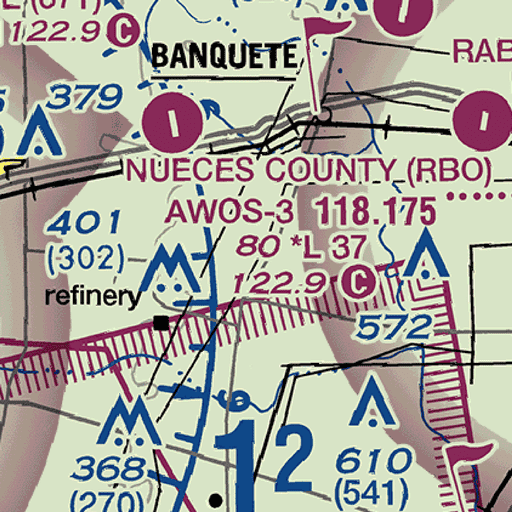 122.9 C
BANQUETE
RAB
379
NUECES COUNTY (RBO)
AWOS-3 118.175
80 *L 37
122.9 C
401
(302)
refinery
572
12
368
(270)
610
(541)